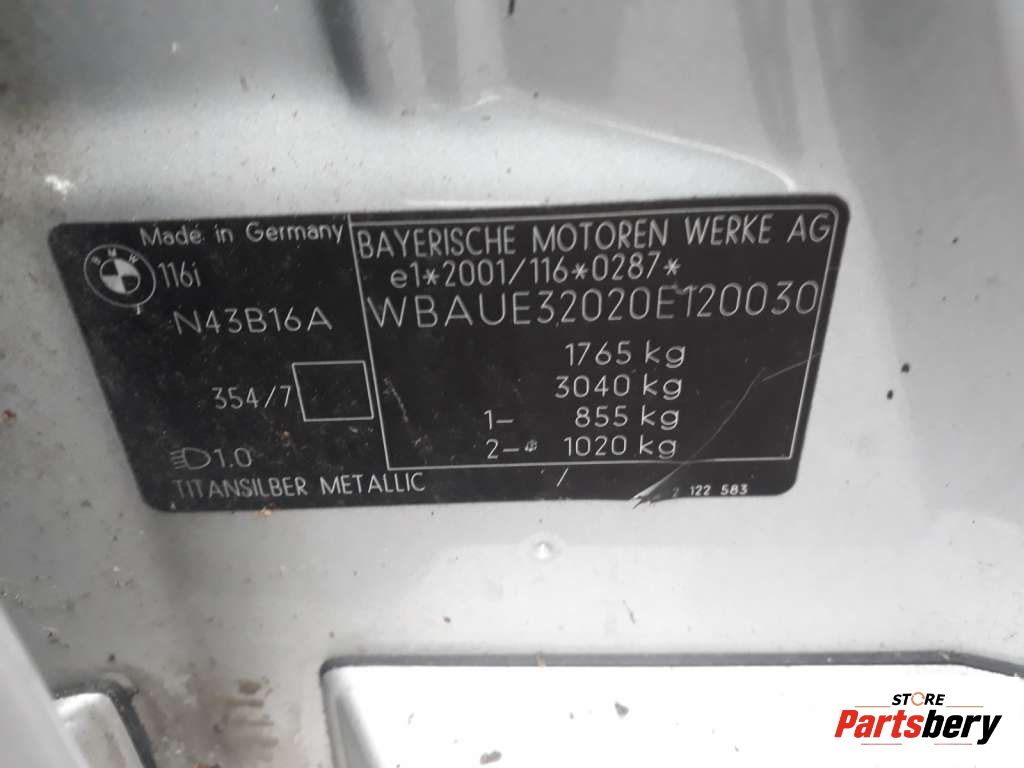 Made in Germany
BMW
116i
N43B16A
354/7
1.0
TITANSILBER METALLIC
BAYERISCHE MOTOREN WERKE AG
e1*2001/116*0287*
WBAUE32020E120030
1765 kg
3040 kg
1- 855 kg
2- 1020 kg
2 122 583
STORE
Partsbery